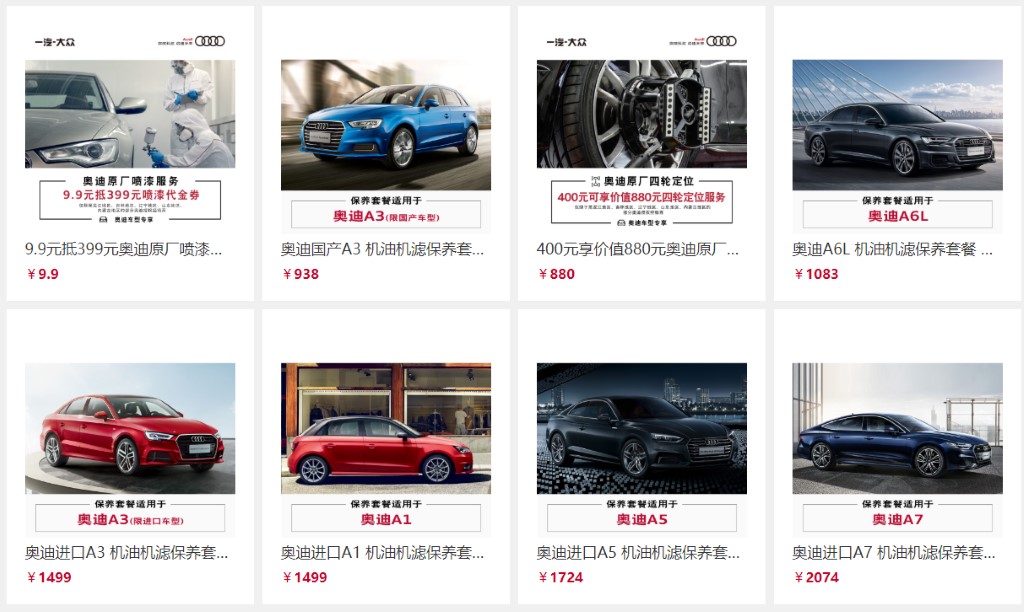 一汽-大众
Audi
奥迪原厂喷漆服务
9.9元抵399元喷漆代金券
奥迪车型专享
9.9元抵399元奥迪原厂喷漆...
￥9.9
保养套餐适用于
奥迪A3(限国产车型)
奥迪国产A3 机油机滤保养套...
￥938
一汽-大众
Audi
奥迪原厂四轮定位
400元可享价值880元四轮定位服务
奥迪车型专享
400元享价值880元奥迪原厂...
￥880
保养套餐适用于
奥迪A6L
奥迪A6L 机油机滤保养套餐 ...
￥1083
保养套餐适用于
奥迪A3(限进口车型)
奥迪进口A3 机油机滤保养套...
￥1499
保养套餐适用于
奥迪A1
奥迪进口A1 机油机滤保养套...
￥1499
保养套餐适用于
奥迪A5
奥迪进口A5 机油机滤保养套...
￥1724
保养套餐适用于
奥迪A7
奥迪进口A7 机油机滤保养套...
￥2074